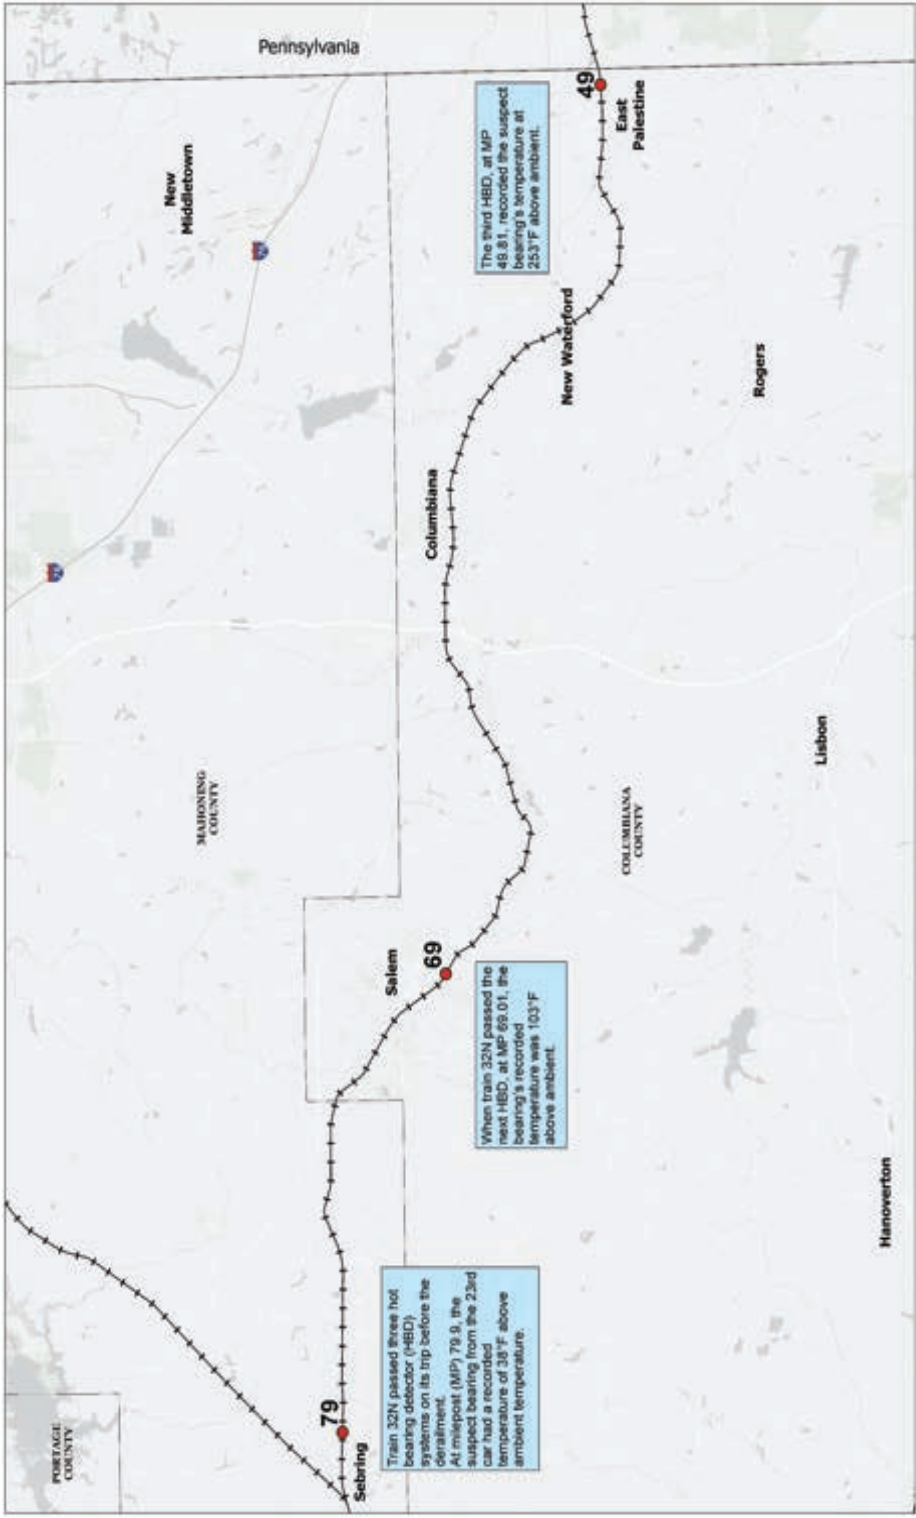 Pennsylvania
New
Middletown
76
76
49
East
Palestine
The third HBD, at MP
49.81, recorded the suspect
bearing's temperature at
253°F above ambient.
New Waterford
Rogers
Columbiana
MAHONING
COUNTY
COLUMBIANA
COUNTY
Lisbon
Salem
69
When train 32N passed the
next HBD, at MP 69.01, the
bearing's recorded
temperature was 103°F
above ambient.
Hanoverton
PORTAGE
COUNTY
79
Sebring
Train 32N passed three hot
bearing detector (HBD)
systems on its trip before the
derailment.
At milepost (MP) 79.9, the
suspect bearing from the 23rd
car had a recorded
temperature of 38°F above
ambient temperature.